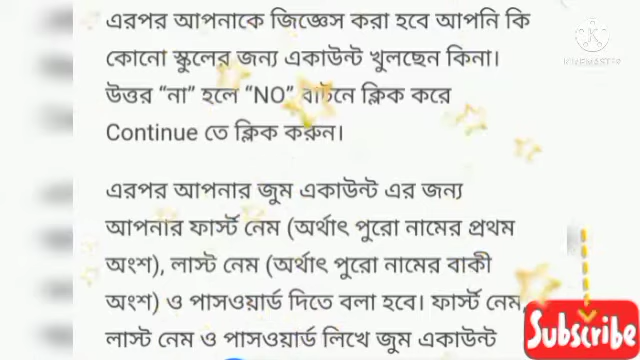 এরপর আপনাকে জিজ্ঞেস করা হবে আপনি কি
কোনো স্কুলের জন্য একাউন্ট খুলছেন কিনা।
উত্তর “না” হলে “NO” বাটনে ক্লিক করে
Continue তে ক্লিক করুন।
এরপর আপনার জুম একাউন্ট এর জন্য
আপনার ফার্স্ট নেম (অর্থাৎ পুরো নামের প্রথম
অংশ), লাস্ট নেম (অর্থাৎ পুরো নামের বাকী
অংশ) ও পাসওয়ার্ড দিতে বলা হবে। ফার্স্ট নেম,
লাস্ট নেম ও পাসওয়ার্ড লিখে জুম একাউন্ট
KINEMASTER
Subscribe